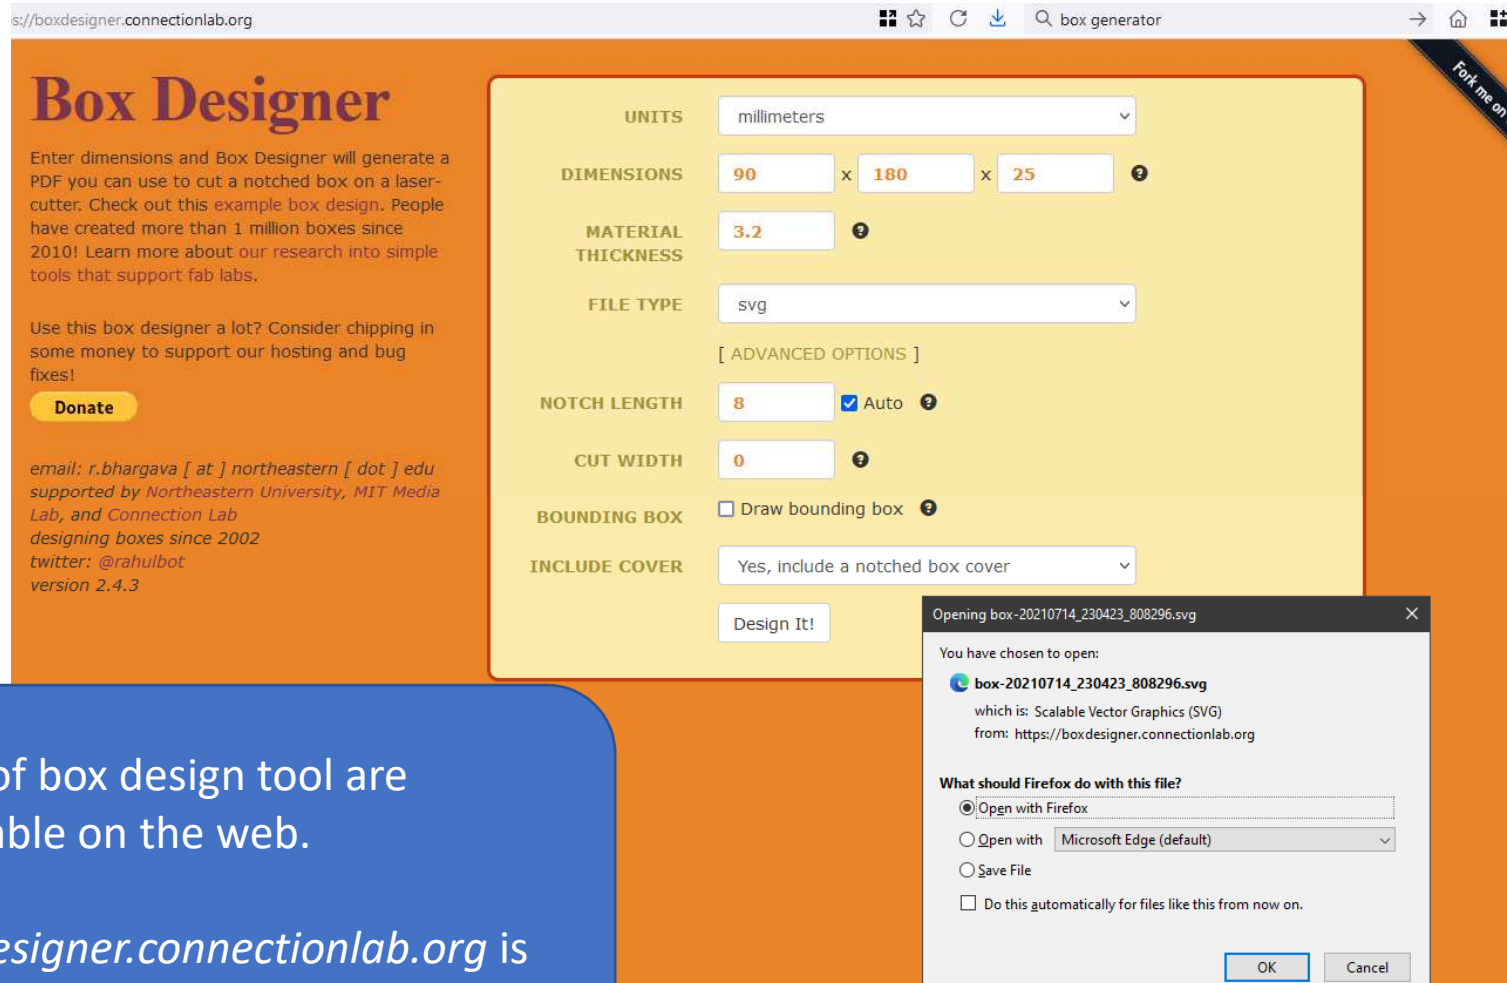 s://boxdesigner.connectionlab.org
box generator
Fork me on
Box Designer
Enter dimensions and Box Designer will generate a
PDF you can use to cut a notched box on a laser-
cutter. Check out this example box design. People
have created more than 1 million boxes since
2010! Learn more about our research into simple
tools that support fab labs.
Use this box designer a lot? Consider chipping in
some money to support our hosting and bug
fixes!
Donate
email: r.bhargava [ at ] northeastern [ dot ] edu
supported by Northeastern University, MIT Media
Lab, and Connection Lab
designing boxes since 2002
twitter: @rahulbot
version 2.4.3
UNITS millimeters
DIMENSIONS 90 x 180 x 25
MATERIAL THICKNESS 3.2
FILE TYPE svg
[ ADVANCED OPTIONS ]
NOTCH LENGTH 8 Auto
CUT WIDTH 0
BOUNDING BOX Draw bounding box
INCLUDE COVER Yes, include a notched box cover
Design It!
Opening box-20210714_230423_808296.svg
You have chosen to open:
box-20210714_230423_808296.svg
which is: Scalable Vector Graphics (SVG)
from: https://boxdesigner.connectionlab.org
What should Firefox do with this file?
Open with Firefox
Open with Microsoft Edge (default)
Save File
Do this automatically for files like this from now on.
OK Cancel
of box design tool are
able on the web.
esigner.connectionlab.org is